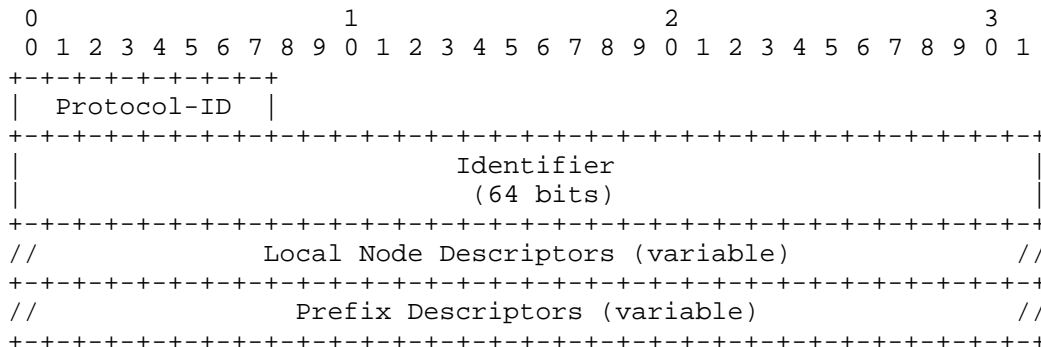 0                   1                   2                   3
 0 1 2 3 4 5 6 7 8 9 0 1 2 3 4 5 6 7 8 9 0 1 2 3 4 5 6 7 8 9 0 1
+-+-+-+-+-+-+-+-+
|  Protocol-ID  |
+-+-+-+-+-+-+-+-+-+-+-+-+-+-+-+-+-+-+-+-+-+-+-+-+-+-+-+-+-+-+-+-+
|                           Identifier                          |
|                            (64 bits)                          |
+-+-+-+-+-+-+-+-+-+-+-+-+-+-+-+-+-+-+-+-+-+-+-+-+-+-+-+-+-+-+-+-+
//              Local Node Descriptors (variable)              //
+-+-+-+-+-+-+-+-+-+-+-+-+-+-+-+-+-+-+-+-+-+-+-+-+-+-+-+-+-+-+-+-+
//                Prefix Descriptors (variable)                //
+-+-+-+-+-+-+-+-+-+-+-+-+-+-+-+-+-+-+-+-+-+-+-+-+-+-+-+-+-+-+-+-+